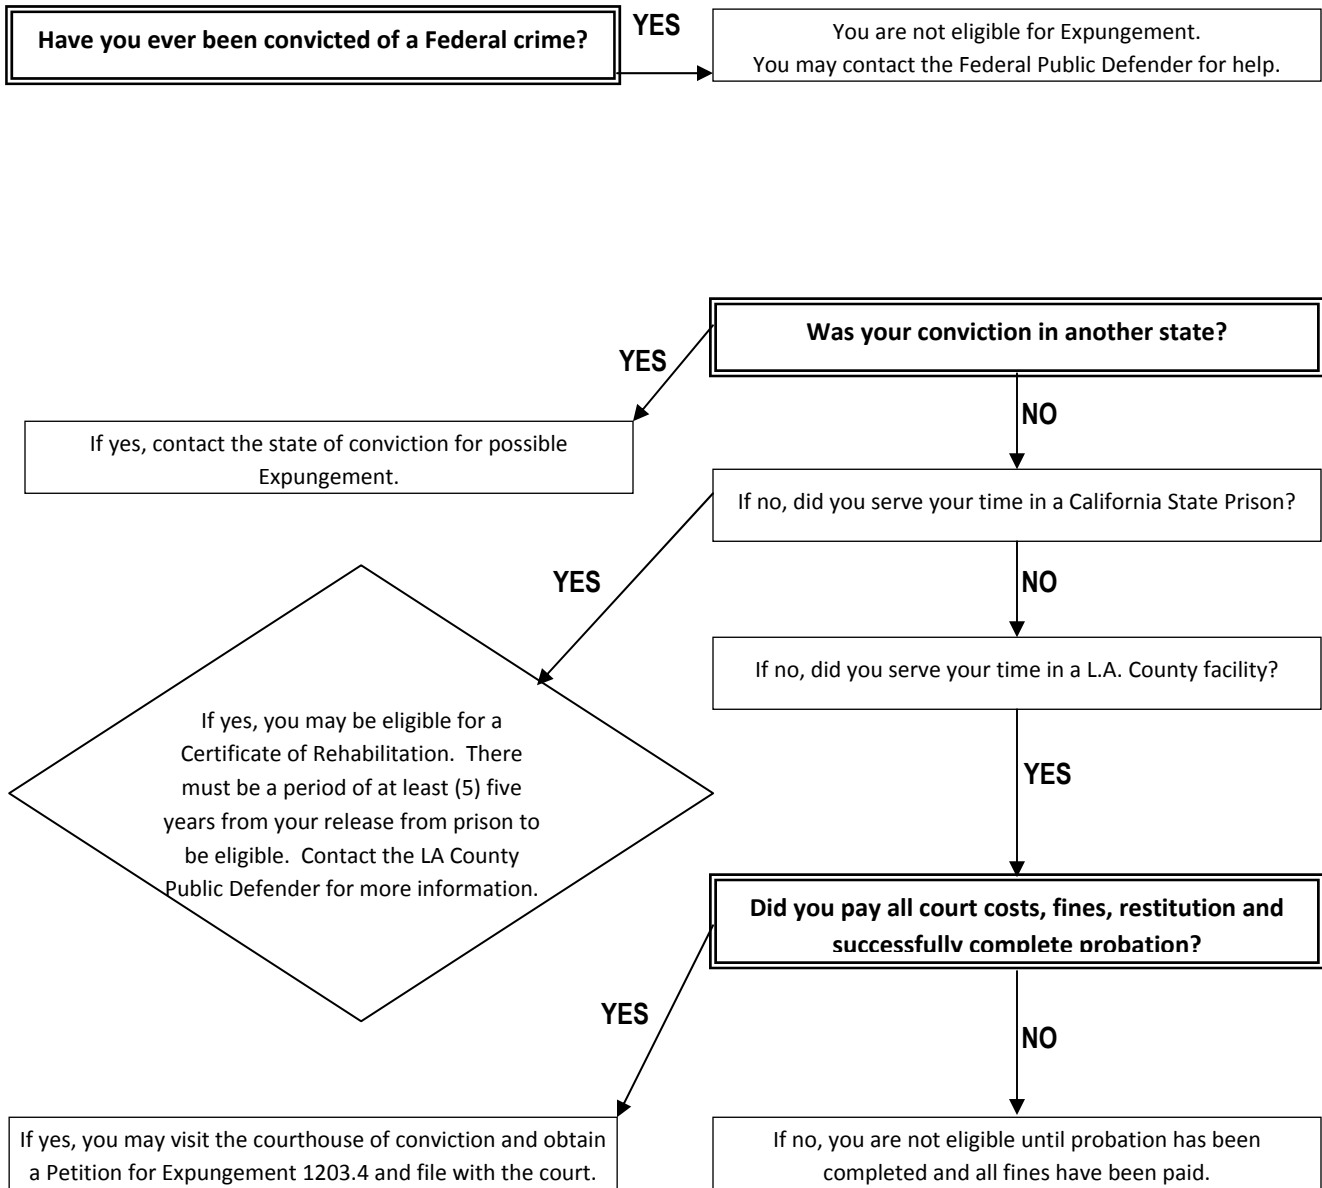 Have you ever been convicted of a Federal crime?
YES
You are not eligible for Expungement.
You may contact the Federal Public Defender for help.
Was your conviction in another state?
YES
If yes, contact the state of conviction for possible
Expungement.
NO
If no, did you serve your time in a California State Prison?
YES
If yes, you may be eligible for a
Certificate of Rehabilitation.  There
must be a period of at least (5) five
years from your release from prison to
be eligible.  Contact the LA County
Public Defender for more information.
NO
If no, did you serve your time in a L.A. County facility?
YES
Did you pay all court costs, fines, restitution and
successfully complete probation?
YES
If yes, you may visit the courthouse of conviction and obtain
a Petition for Expungement 1203.4 and file with the court.
NO
If no, you are not eligible until probation has been
completed and all fines have been paid.